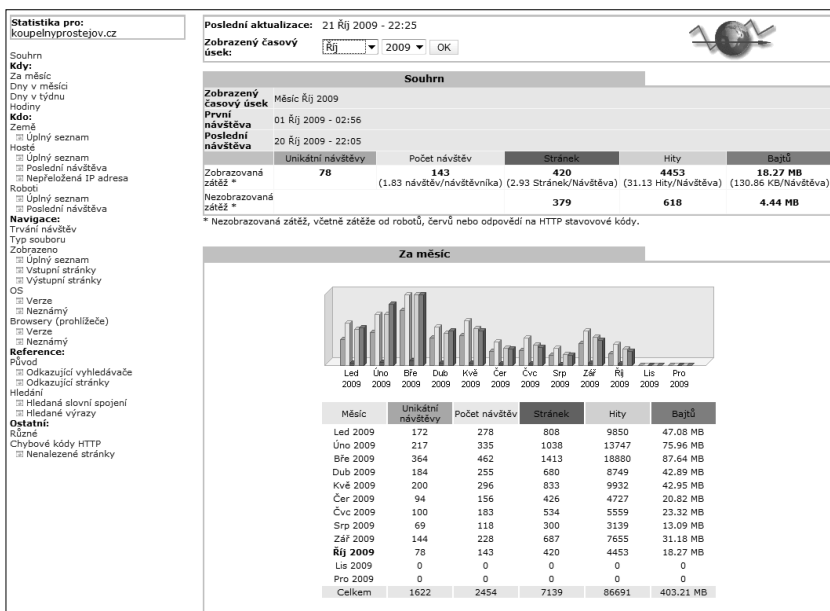 Statistika pro:
koupelnyprostejov.cz
Souhrn
Kdy:
Za měsíc
Dny v měsíci
Dny v týdnu
Hodiny
Kdo:
Země
Úplný seznam
Hosté
Úplný seznam
Poslední návštěva
Nepřeložená IP adresa
Roboti
Úplný seznam
Poslední návštěva
Navigace:
Trvání návštěv
Typ souboru
Zobrazeno
Úplný seznam
Vstupní stránky
Výstupní stránky
OS
Verze
Neznámý
Browsery (prohlížeče)
Verze
Neznámý
Reference:
Původ
Odkazující vyhledávače
Odkazující stránky
Hledání
Hledaná slovní spojení
Hledané výrazy
Ostatní:
Různé
Chybové kódy HTTP
Nenalezené stránky
Poslední aktualizace: 21 Říj 2009 - 22:25
Zobrazený časový úsek: Říj 2009 OK
Souhrn
Zobrazený časový úsek Měsíc Říj 2009
První návštěva 01 Říj 2009 - 02:56
Poslední návštěva 20 Říj 2009 - 22:05
Unikátní návštěvy Počet návštěv Stránek Hity Bajtů
Zobrazovaná zátěž * 78 143 420 4453 18.27 MB
(1.83 návštěv/návštěvníka) (2.93 Stránek/Návštěva) (31.13 Hity/Návštěva) (130.86 KB/Návštěva)
Nezobrazovaná zátěž * 379 618 4.44 MB
* Nezobrazovaná zátěž, včetně zátěže od robotů, červů nebo odpovědí na HTTP stavovové kódy.
Za měsíc
Led Úno Bře Dub Kvě Čer Čvc Srp Zář Říj Lis Pro
2009 2009 2009 2009 2009 2009 2009 2009 2009 2009 2009 2009
Měsíc Unikátní návštěvy Počet návštěv Stránek Hity Bajtů
Led 2009 172 278 808 9850 47.08 MB
Úno 2009 217 335 1038 13747 75.96 MB
Bře 2009 364 462 1413 18880 87.64 MB
Dub 2009 184 255 680 8749 42.89 MB
Kvě 2009 200 296 833 9932 42.95 MB
Čer 2009 94 156 426 4727 20.82 MB
Čvc 2009 100 183 534 5559 23.32 MB
Srp 2009 69 118 300 3139 13.09 MB
Zář 2009 144 228 687 7655 31.18 MB
Říj 2009 78 143 420 4453 18.27 MB
Lis 2009 0 0 0 0 0
Pro 2009 0 0 0 0 0
Celkem 1622 2454 7139 86691 403.21 MB